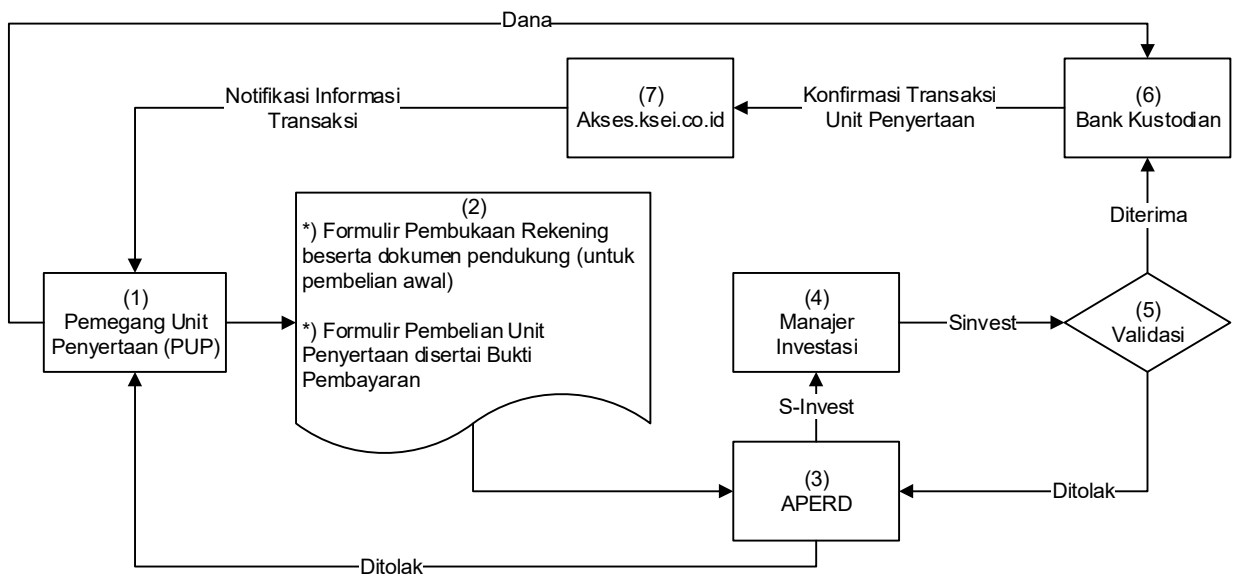 Dana
(7)
Akses.ksei.co.id
(6)
Bank Kustodian
Notifikasi Informasi
Transaksi
Konfirmasi Transaksi
Unit Penyertaan
(2)
*) Formulir Pembukaan Rekening
beserta dokumen pendukung (untuk
pembelian awal)
*) Formulir Pembelian Unit
Penyertaan disertai Bukti
Pembayaran
Diterima
(1)
Pemegang Unit
Penyertaan (PUP)
(4)
Manajer
Investasi
Sinvest
(5)
Validasi
S-Invest
(3)
APERD
Ditolak
Ditolak